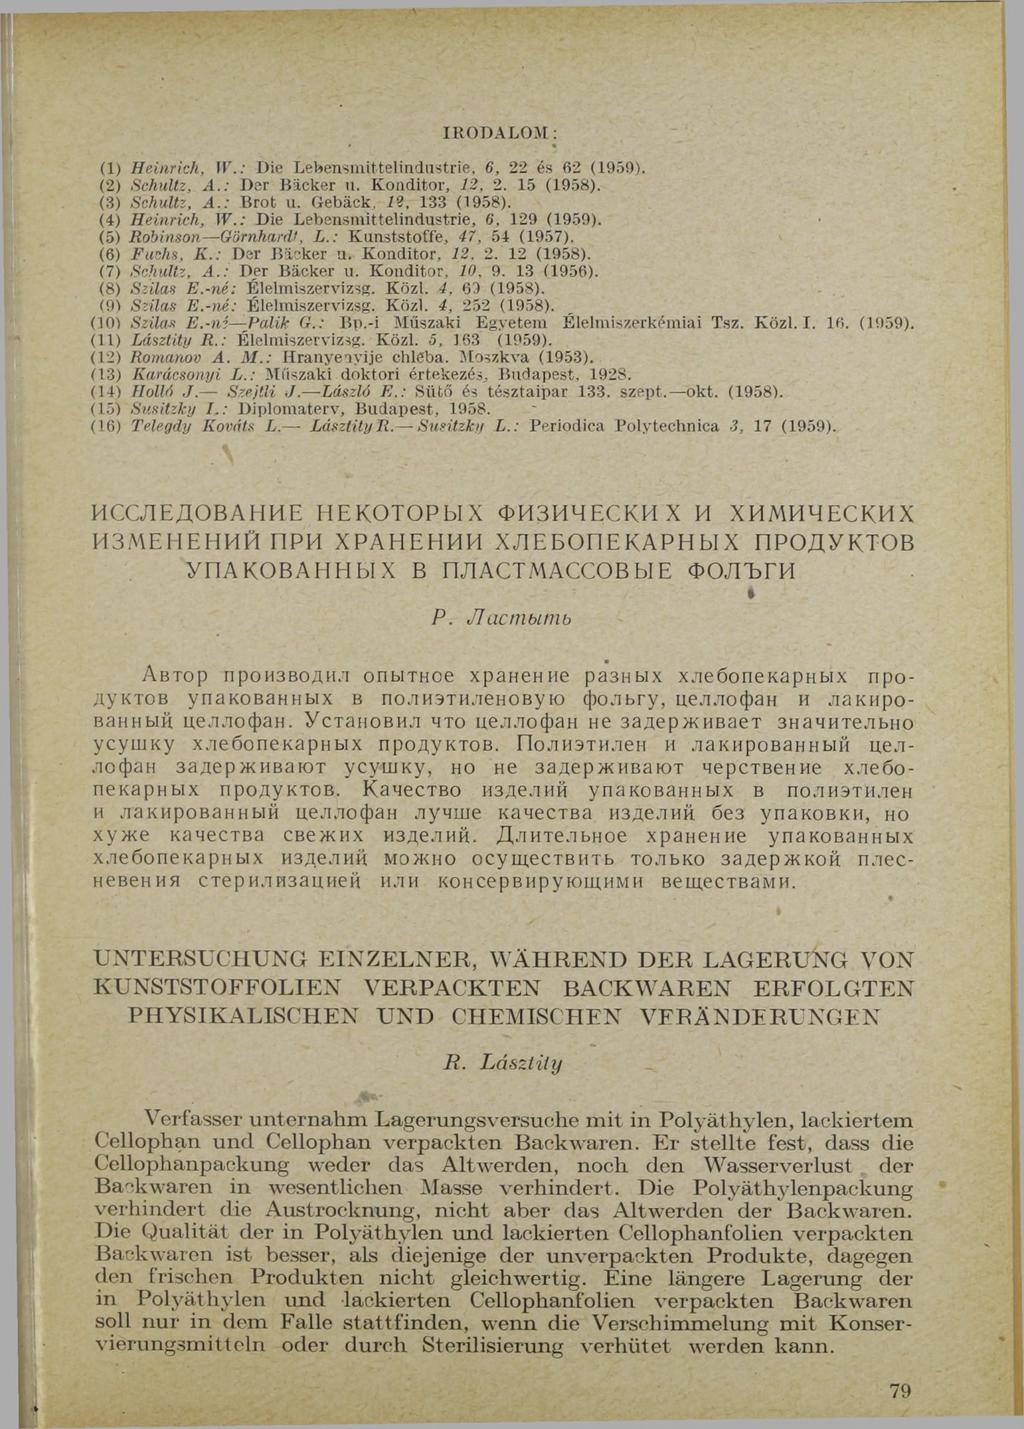 IRODALOM:
(1) Heinrich, W.: Die Lebensmittelindustrie, 6, 22 és 62 (1959).
(2) Schultz, A.: Der Bäcker u. Konditor, 12, 2. 15 (1958).
(3) Schultz, A.: Brot u. Gebäck, 12, 133 (1958).
(4) Heinrich, W.: Die Lebensmittelindustrie, 6, 129 (1959).
(5) Robinson—Görnhardt, L.: Kunststoffe, 47, 54 (1957).
(6) Fuchs, K.: Der Bäcker u. Konditor, 12, 2. 12 (1958).
(7) Schultz, A.: Der Bäcker u. Konditor, 10, 9. 13 (1956).
(8) Szilas E.-né: Élelmiszervizsg. Közl. 4, 69 (1958).
(9) Szilas E.-né: Élelmiszervizsg. Közl. 4, 252 (1958).
(10) Szilas E.-né—Palik G.: Bp.-i Műszaki Egyetem Élelmiszerkémiai Tsz. Közl. I. 16. (1959).
(11) Lásztity R.: Élelmiszervizsg. Közl. 5, 163 (1959).
(12) Romanov A. M.: Hranyenvije chleba. Moszkva (1953).
(13) Karácsonyi L.: Műszaki doktori értekezés, Budapest, 1928.
(14) Holló J.— Szejtli J.—László E.: Sütő és tésztaipar 133. szept.—okt. (1958).
(15) Susitzky I.: Diplomaterv, Budapest, 1958.
(16) Telegdy Kováts L.— Lásztity R.— Susitzky L.: Periodica Polytechnica 3, 17 (1959).
ИССЛЕДОВАНИЕ НЕКОТОРЫХ ФИЗИЧЕСКИХ И ХИМИЧЕСКИХ
ИЗМЕНЕНИЙ ПРИ ХРАНЕНИИ ХЛЕБОПЕКАРНЫХ ПРОДУКТОВ
УПАКОВАННЫХ В ПЛАСТМАССОВЫЕ ФОЛЪГИ
Р. Ластыть
Автор производил опытное хранение разных хлебопекарных про-
дуктов упакованных в полиэтиленовую фольгу, целлофан и лакиро-
ванный целлофан. Установил что целлофан не задерживает значительно
усушку хлебопекарных продуктов. Полиэтилен и лакированный цел-
лофан задерживают усушку, но не задерживают черствение хлебо-
пекарных продуктов. Качество изделий упакованных в полиэтилен
и лакированный целлофан лучше качества изделий без упаковки, но
хуже качества свежих изделий. Длительное хранение упакованных
хлебопекарных изделий можно осуществить только задержкой плес-
невения стерилизацией или консервирующими веществами.
UNTERSUCHUNG EINZELNER, WÄHREND DER LAGERUNG VON
KUNSTSTOFFOLIEN VERPACKTEN BACKWAREN ERFOLGTEN
PHYSIKALISCHEN UND CHEMISCHEN VERÄNDERUNGEN
R. Lásztity
Verfasser unternahm Lagerungsversuche mit in Polyäthylen, lackiertem
Cellophan und Cellophan verpackten Backwaren. Er stellte fest, dass die
Cellophanpackung weder das Altwerden, noch den Wasserverlust der
Backwaren in wesentlichen Masse verhindert. Die Polyäthylenpackung
verhindert die Austrocknung, nicht aber das Altwerden der Backwaren.
Die Qualität der in Polyäthylen und lackierten Cellophanfolien verpackten
Backwaren ist besser, als diejenige der unverpackten Produkte, dagegen
den frischen Produkten nicht gleichwertig. Eine längere Lagerung der
in Polyäthylen und lackierten Cellophanfolien verpackten Backwaren
soll nur in dem Falle stattfinden, wenn die Verschimmelung mit Konser-
vierungsmitteln oder durch Sterilisierung verhütet werden kann.
79